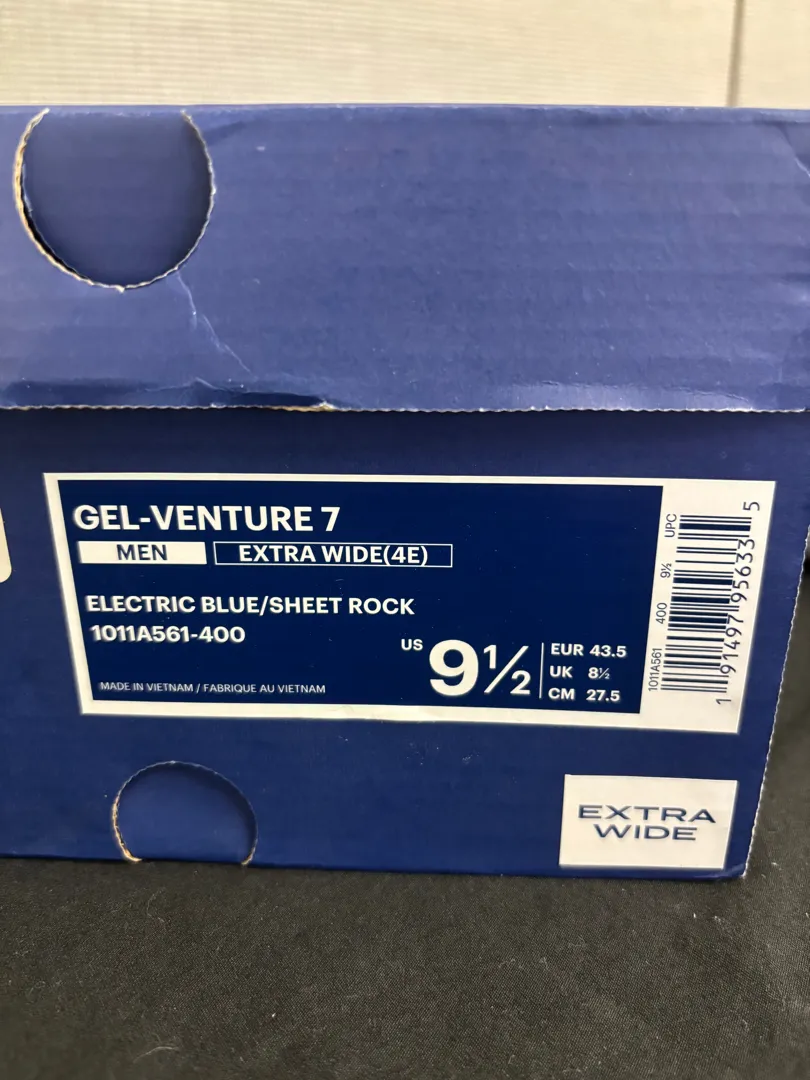 GEL-VENTURE 7
MEN
EXTRA WIDE(4E)
ELECTRIC BLUE/SHEET ROCK
1011A561-400
US 9½
EUR 43.5
UK 8½
CM 27.5
MADE IN VIETNAM / FABRIQUE AU VIETNAM
1011A561 400 9½ UPC
1 91497 95633 5
EXTRA
WIDE